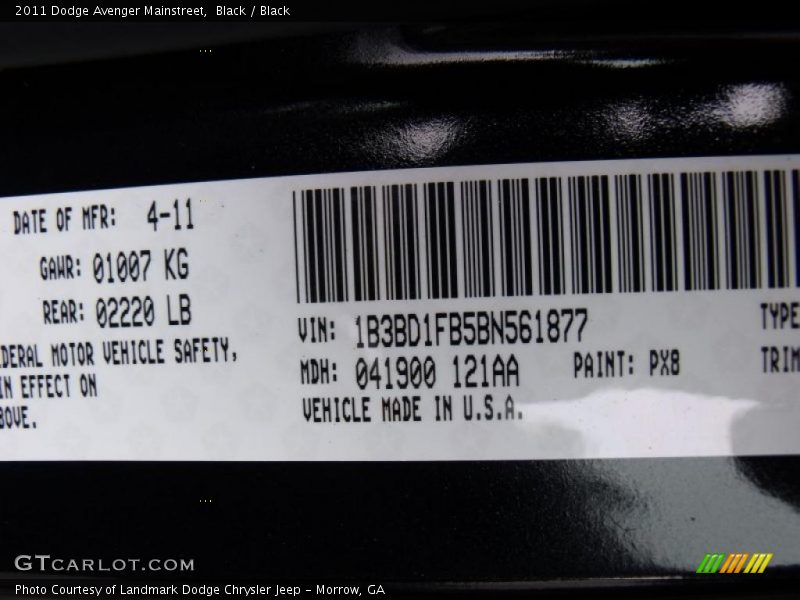 2011 Dodge Avenger Mainstreet, Black / Black
DATE OF MFR: 4-11
GAWR: 01007 KG
REAR: 02220 LB
DERAL MOTOR VEHICLE SAFETY,
IN EFFECT ON
BOVE.
VIN: 1B3BD1FB5BN561877
MDH: 041900 121AA
PAINT: PX8
VEHICLE MADE IN U.S.A.
TYPE
TRIM
GTCARLOT.COM
Photo Courtesy of Landmark Dodge Chrysler Jeep – Morrow, GA